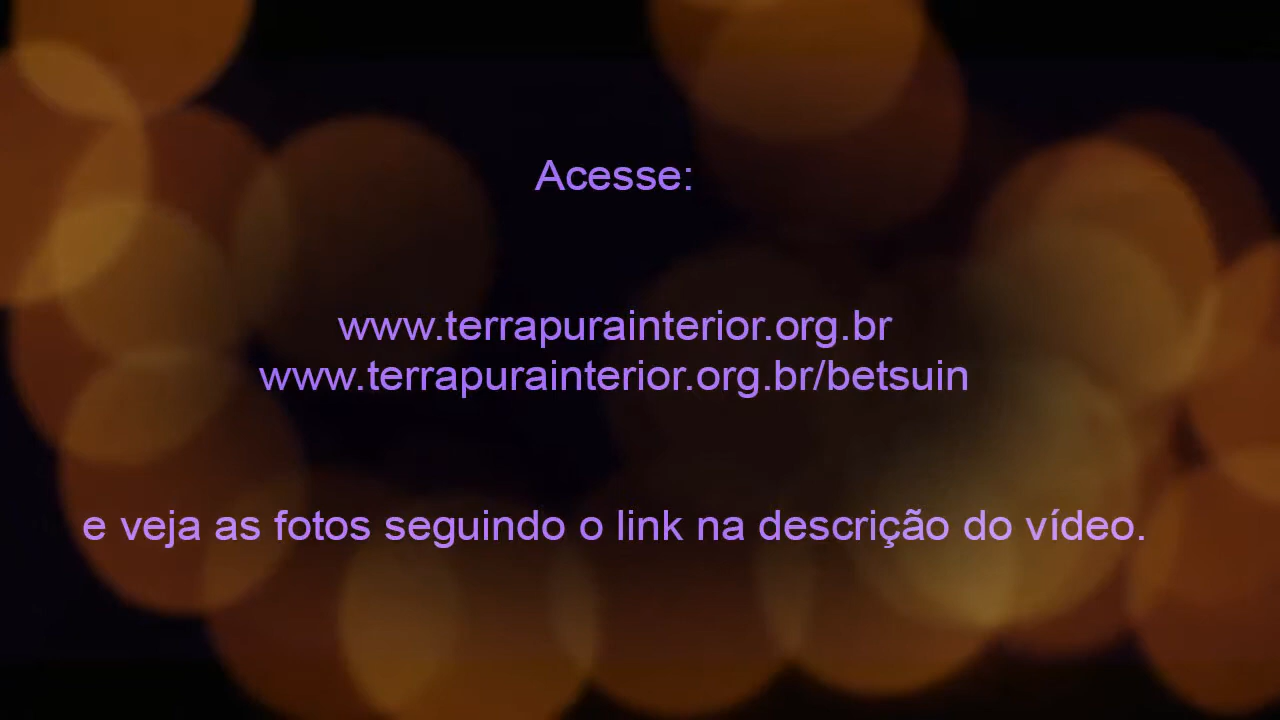 Acesse:
www.terrapurainterior.org.br
www.terrapurainterior.org.br/betsuin
e veja as fotos seguindo o link na descrição do vídeo.